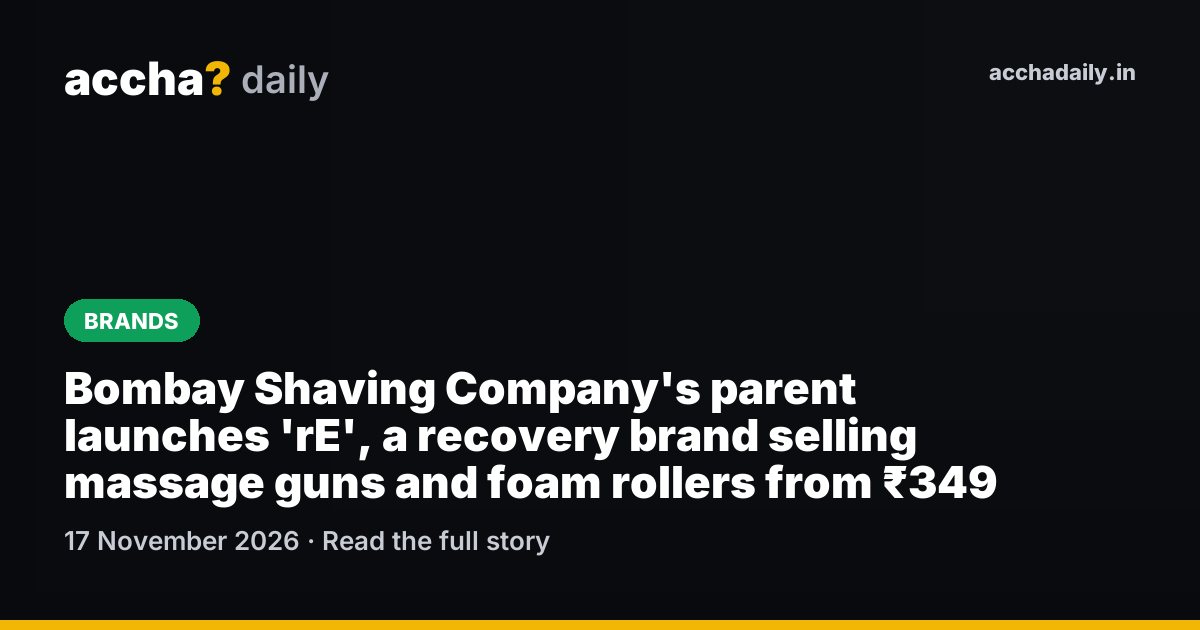 accha? daily
acchadaily.in
BRANDS
Bombay Shaving Company's parent
launches 'rE', a recovery brand selling
massage guns and foam rollers from ₹349
17 November 2026 · Read the full story